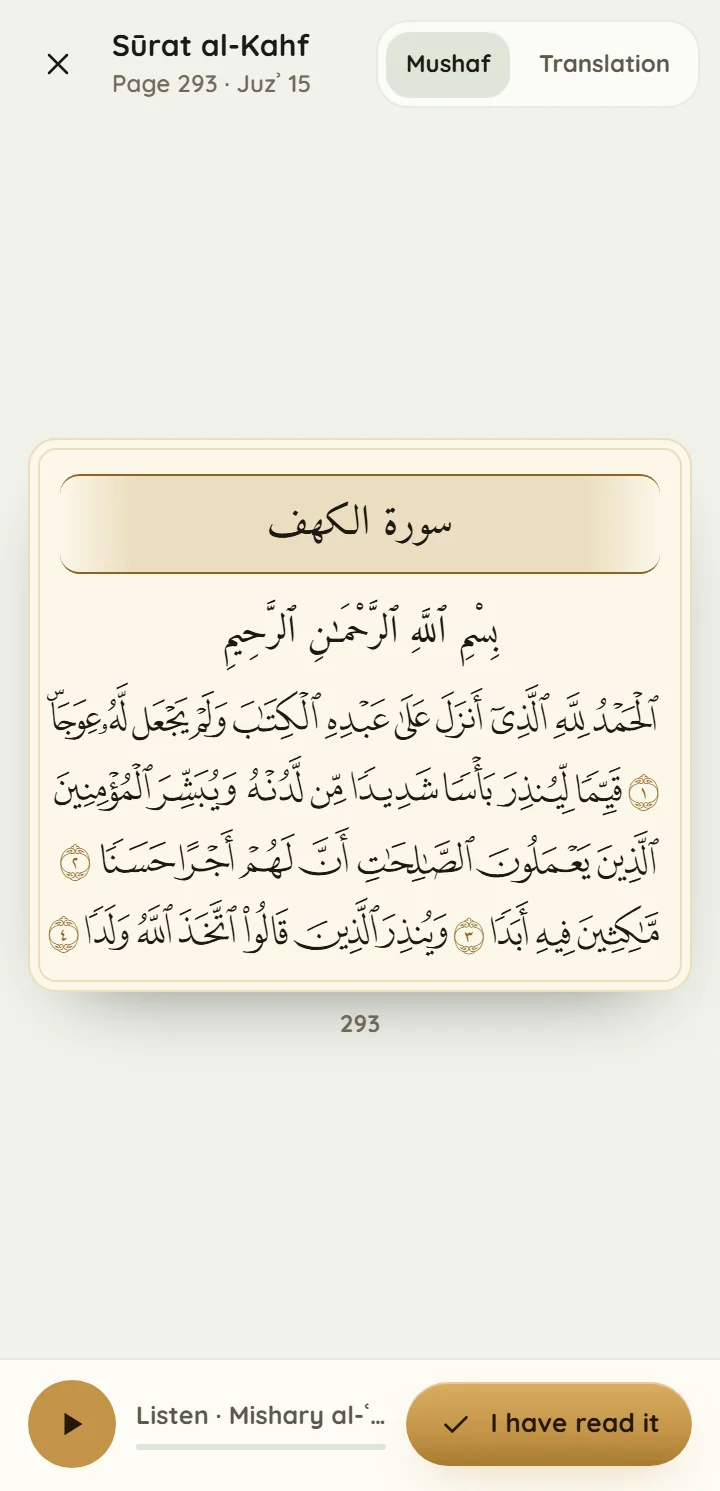 Sūrat al-Kahf
Page 293 · Juzʾ 15
Mushaf
Translation
سورة الكهف
بِسْمِ ٱللَّهِ ٱلرَّحْمَـٰنِ ٱلرَّحِيمِ
ٱلْحَمْدُ لِلَّهِ ٱلَّذِىٓ أَنزَلَ عَلَىٰ عَبْدِهِ ٱلْكِتَـٰبَ وَلَمْ يَجْعَل لَّهُۥ عِوَجَاۜ
١ قَيِّمًا لِّيُنذِرَ بَأْسًا شَدِيدًا مِّن لَّدُنْهُ وَيُبَشِّرَ ٱلْمُؤْمِنِينَ
ٱلَّذِينَ يَعْمَلُونَ ٱلصَّـٰلِحَـٰتِ أَنَّ لَهُمْ أَجْرًا حَسَنًا ٢
مَّـٰكِثِينَ فِيهِ أَبَدًا ٣ وَيُنذِرَ ٱلَّذِينَ قَالُوا۟ ٱتَّخَذَ ٱللَّهُ وَلَدًا ٤
293
Listen · Mishary al-ʿ…
I have read it